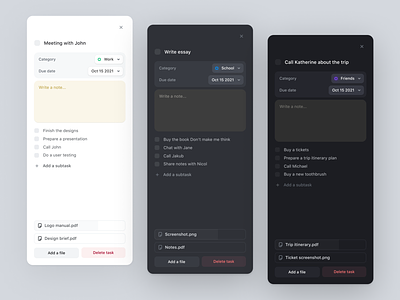 Meeting with John
Category
Work
Due date
Oct 15 2021
Write a note...
Finish the designs
Prepare a presentation
Call John
Do a user testing
+ Add a subtask
Logo manual.pdf
Design brief.pdf
Add a file
Delete task
Write essay
Category
School
Due date
Oct 15 2021
Write a note...
Buy the book Don't make me think
Chat with Jane
Call Jakub
Share notes with Nicol
+ Add a subtask
Screenshot.png
Notes.pdf
Add a file
Delete task
Call Katherine about the trip
Category
Friends
Due date
Oct 15 2021
Write a note...
Buy a tickets
Prepare a trip itinerary plan
Call Michael
Buy a new toothbrush
+ Add a subtask
Trip itinerary.pdf
Ticket screenshot.png
Add a file
Delete task